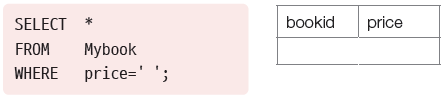 SELECT *
FROM Mybook
WHERE price=' ';
bookid price